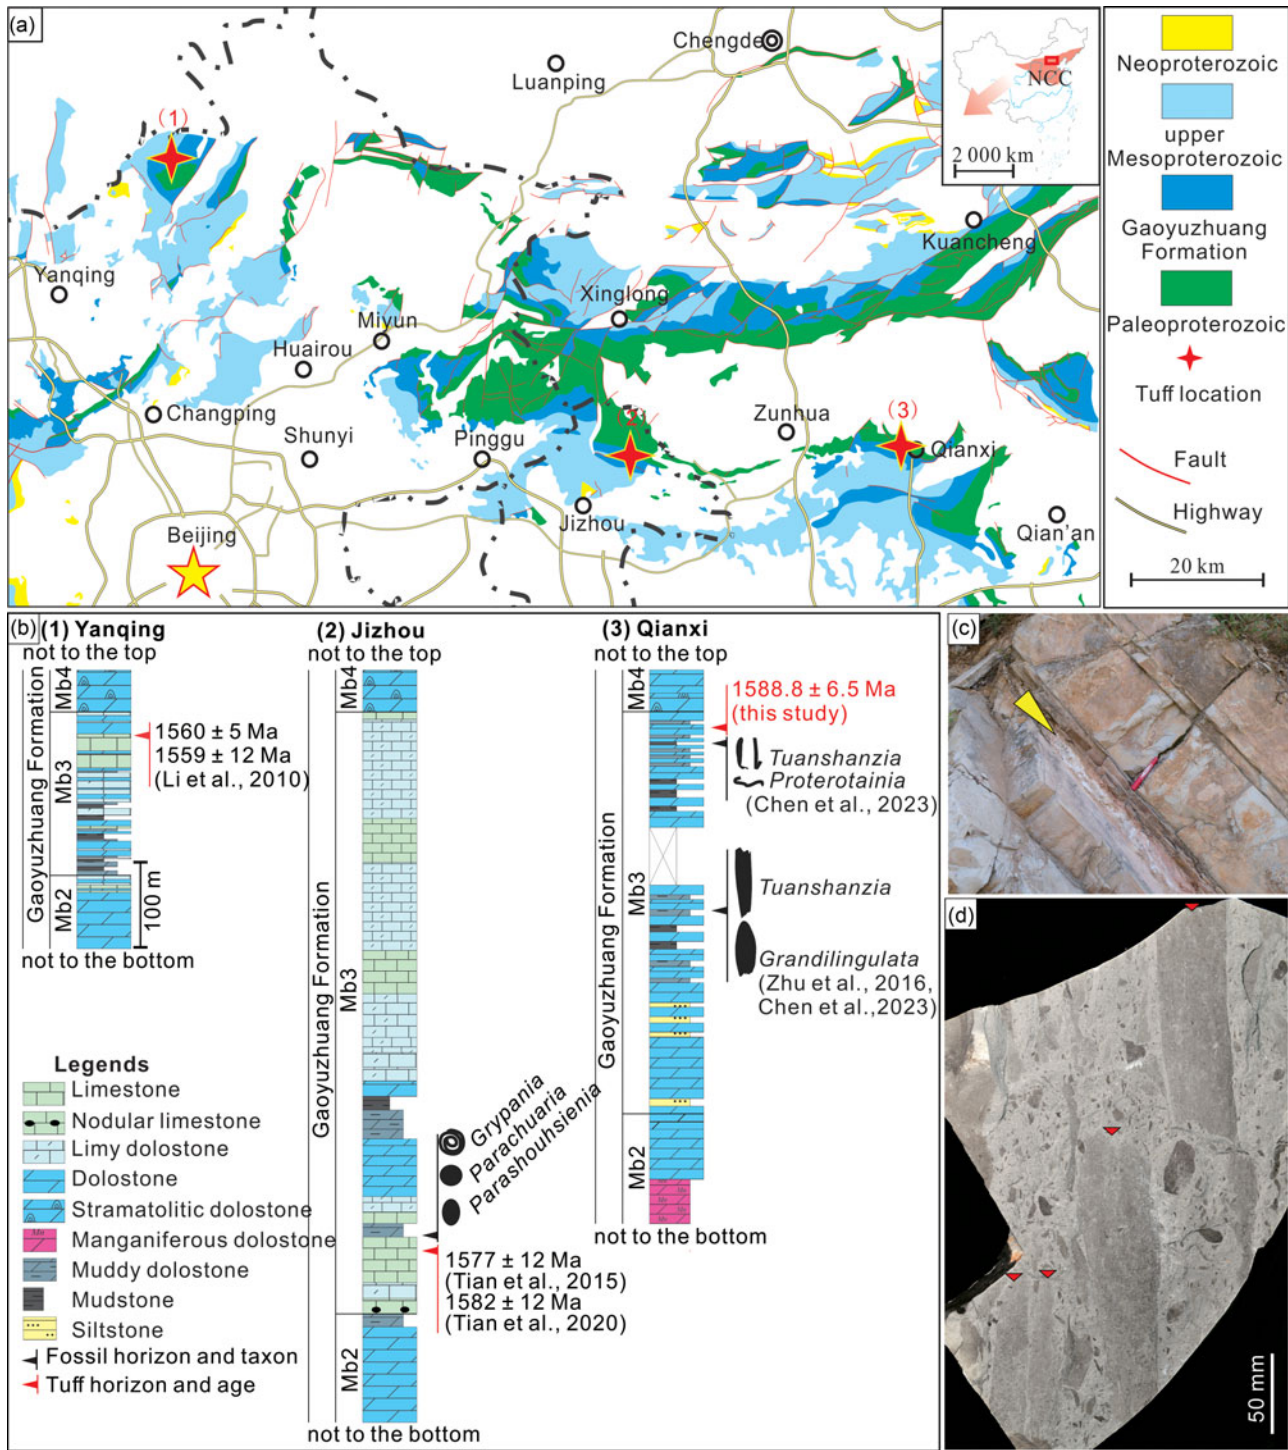 (a)
Chengde
Luanping
(1)
NCC
2 000 km
Kuancheng
Yanqing
Xinglong
Miyun
Huairou
Changping
Shunyi
Pinggu
(2)
Zunhua
(3)
Qianxi
Jizhou
Qian'an
Beijing
Neoproterozoic
upper
Mesoproterozoic
Gaoyuzhuang
Formation
Paleoproterozoic
Tuff location
Fault
Highway
20 km
(b)
(1) Yanqing
not to the top
Gaoyuzhuang Formation
Mb4
Mb3
Mb2
1560 ± 5 Ma
1559 ± 12 Ma
(Li et al., 2010)
100 m
not to the bottom
Legends
Limestone
Nodular limestone
Limy dolostone
Dolostone
Stramatolitic dolostone
Me
Manganiferous dolostone
Muddy dolostone
Mudstone
Siltstone
Fossil horizon and taxon
Tuff horizon and age
(2) Jizhou
not to the top
Gaoyuzhuang Formation
Mb4
Mb3
Mb2
Grypania
Parachuaria
Parashouhsienia
1577 ± 12 Ma
(Tian et al., 2015)
1582 ± 12 Ma
(Tian et al., 2020)
not to the bottom
(3) Qianxi
not to the top
Gaoyuzhuang Formation
Mb4
Mb3
Mb2
1588.8 ± 6.5 Ma
(this study)
Tuanshanzia
Proterotainia
(Chen et al., 2023)
Tuanshanzia
Grandilingulata
(Zhu et al., 2016,
Chen et al.,2023)
not to the bottom
(c)
(d)
50 mm